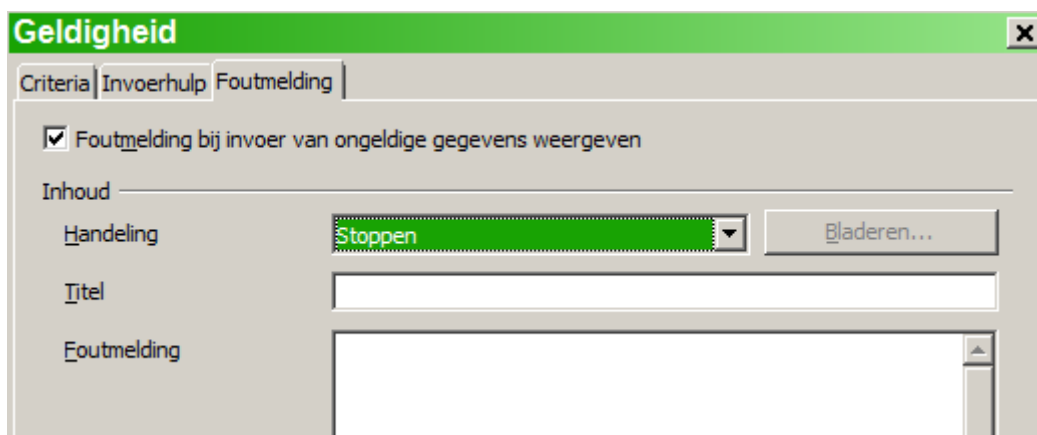 Geldigheid
Criteria Invoerhulp Foutmelding
Foutmelding bij invoer van ongeldige gegevens weergeven
Inhoud
Handeling Stoppen Bladeren...
Titel
Foutmelding